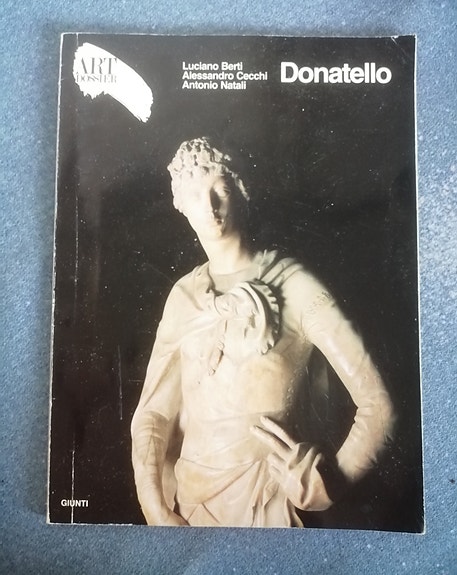 ART
DOSSIER
Luciano Berti
Alessandro Cecchi
Antonio Natali
Donatello
GIUNTI